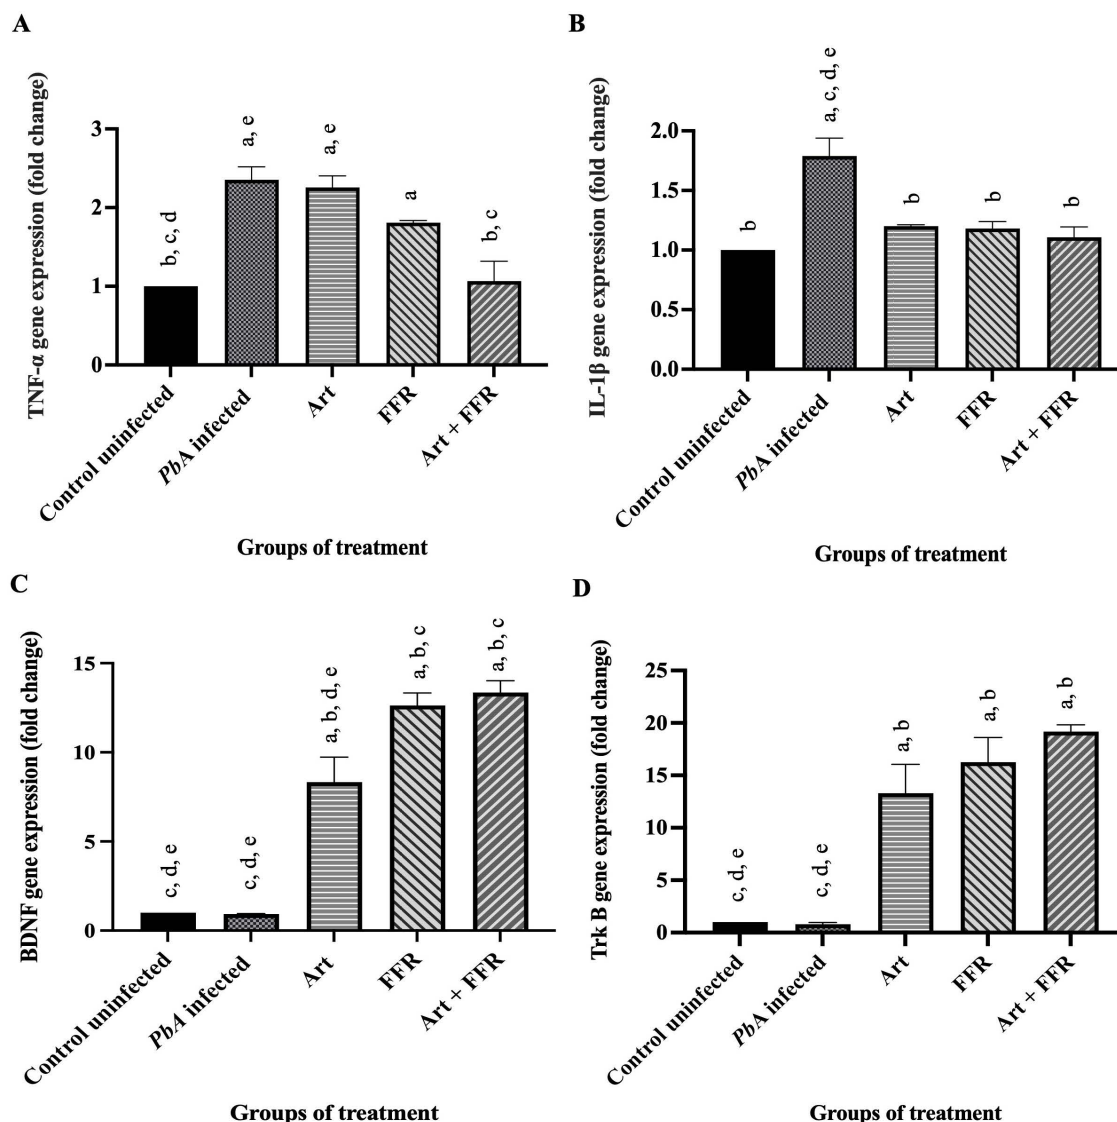 A
TNF-α gene expression (fold change)
3
2
1
0
b, c, d
a, e
a, e
a
b, c
Control uninfected
PbA infected
Art
FFR
Art + FFR
Groups of treatment
B
IL-1β gene expression (fold change)
2.0
1.5
1.0
0.5
0.0
b
a, c, d, e
b
b
b
Control uninfected
PbA infected
Art
FFR
Art + FFR
Groups of treatment
C
BDNF gene expression (fold change)
15
10
5
0
c, d, e
c, d, e
a, b, d, e
a, b, c
a, b, c
Control uninfected
PbA infected
Art
FFR
Art + FFR
Groups of treatment
D
Trk B gene expression (fold change)
25
20
15
10
5
0
c, d, e
c, d, e
a, b
a, b
a, b
Control uninfected
PbA infected
Art
FFR
Art + FFR
Groups of treatment